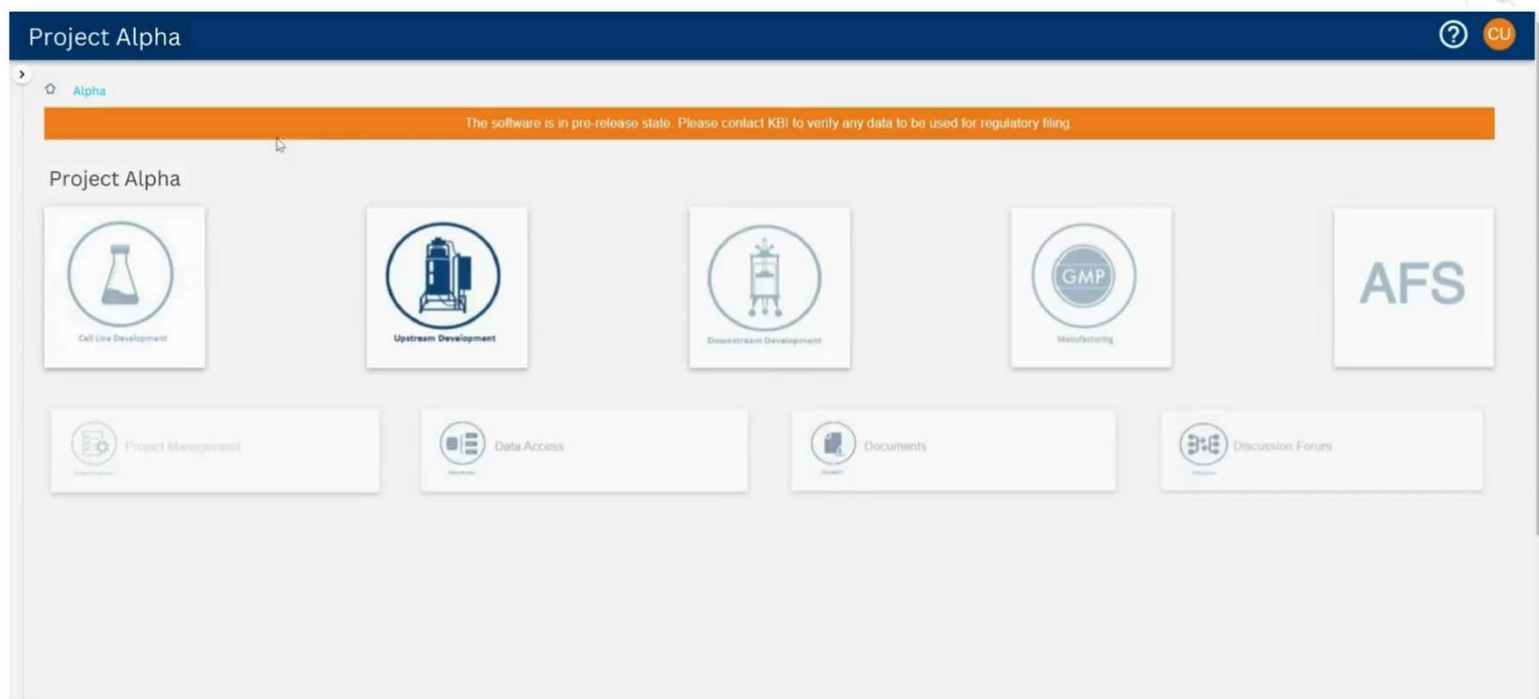 Project Alpha
CU
Alpha
The software is in pre-release state. Please contact KBI to verify any data to be used for regulatory filing.
Project Alpha
Cell Line Development
Upstream Development
Downstream Development
GMP
Manufacturing
AFS
Project Management
Data Access
Documents
Discussion Forum